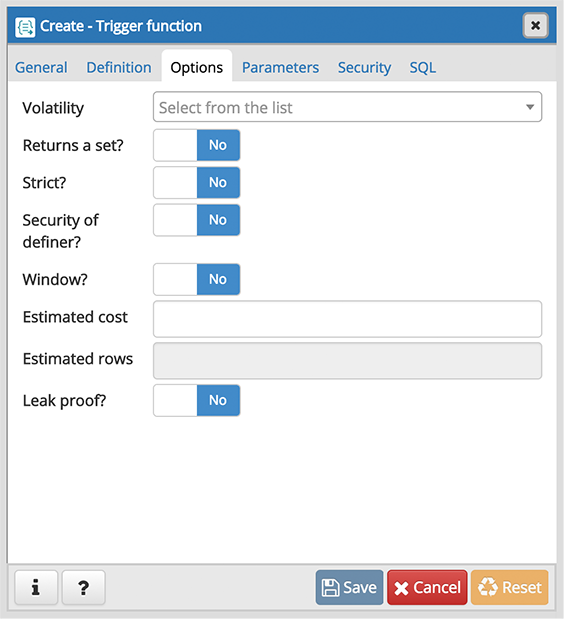 Create - Trigger function
General Definition Options Parameters Security SQL
Volatility Select from the list
Returns a set? No
Strict? No
Security of
definer? No
Window? No
Estimated cost
Estimated rows
Leak proof? No
i ? Save Cancel Reset